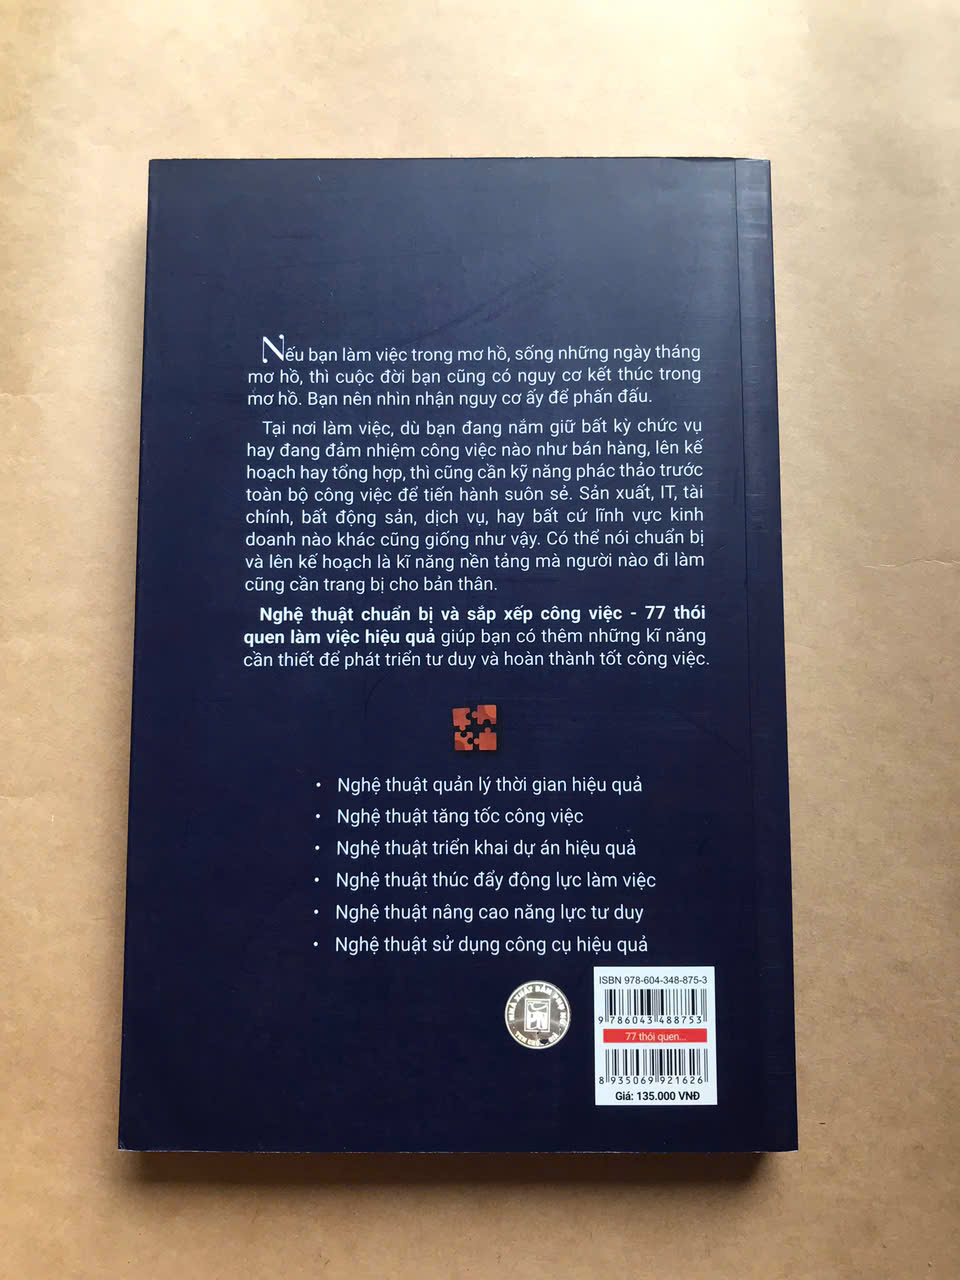 Nếu bạn làm việc trong mơ hồ, sống những ngày tháng
mơ hồ, thì cuộc đời bạn cũng có nguy cơ kết thúc trong
mơ hồ. Bạn nên nhìn nhận nguy cơ ấy để phấn đấu.
Tại nơi làm việc, dù bạn đang nắm giữ bất kỳ chức vụ
hay đang đảm nhiệm công việc nào như bán hàng, lên kế
hoạch hay tổng hợp, thì cũng cần kỹ năng phác thảo trước
toàn bộ công việc để tiến hành suôn sẻ. Sản xuất, IT, tài
chính, bất động sản, dịch vụ, hay bất cứ lĩnh vực kinh
doanh nào khác cũng giống như vậy. Có thể nói chuẩn bị
và lên kế hoạch là kĩ năng nền tảng mà người nào đi làm
cũng cần trang bị cho bản thân.
Nghệ thuật chuẩn bị và sắp xếp công việc - 77 thói
quen làm việc hiệu quả giúp bạn có thêm những kĩ năng
cần thiết để phát triển tư duy và hoàn thành tốt công việc.
• Nghệ thuật quản lý thời gian hiệu quả
• Nghệ thuật tăng tốc công việc
• Nghệ thuật triển khai dự án hiệu quả
• Nghệ thuật thúc đẩy động lực làm việc
• Nghệ thuật nâng cao năng lực tư duy
• Nghệ thuật sử dụng công cụ hiệu quả
NHÀ XUẤT BẢN PHỤ NỮ
ISBN 978-604-348-875-3
9 786043 488753
77 thói quen...
8 935069 921626
Giá: 135.000 VNĐ